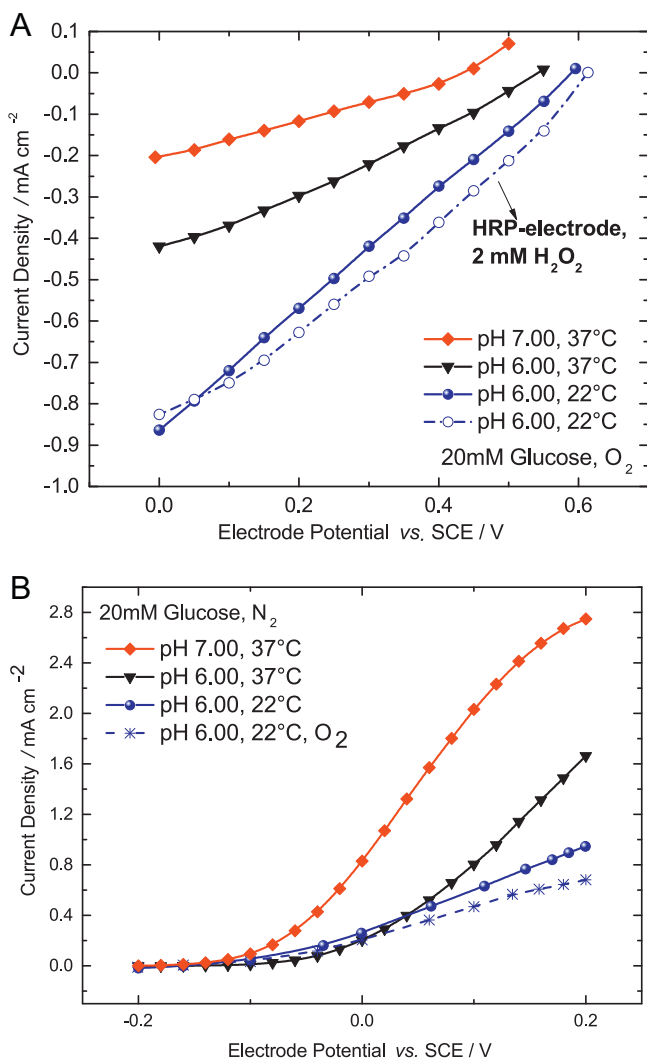 A
0.1
0.0
-0.1
-0.2
-0.3
-0.4
-0.5
-0.6
-0.7
-0.8
-0.9
-1.0
Current Density / mA cm⁻²
HRP-electrode,
2 mM H₂O₂
pH 7.00, 37°C
pH 6.00, 37°C
pH 6.00, 22°C
pH 6.00, 22°C
20mM Glucose, O₂
0.0 0.2 0.4 0.6
Electrode Potential vs. SCE / V
B
20mM Glucose, N₂
pH 7.00, 37°C
pH 6.00, 37°C
pH 6.00, 22°C
pH 6.00, 22°C, O₂
2.8
2.4
2.0
1.6
1.2
0.8
0.4
0.0
Current Density / mA cm-2
-0.2 0.0 0.2
Electrode Potential vs. SCE / V